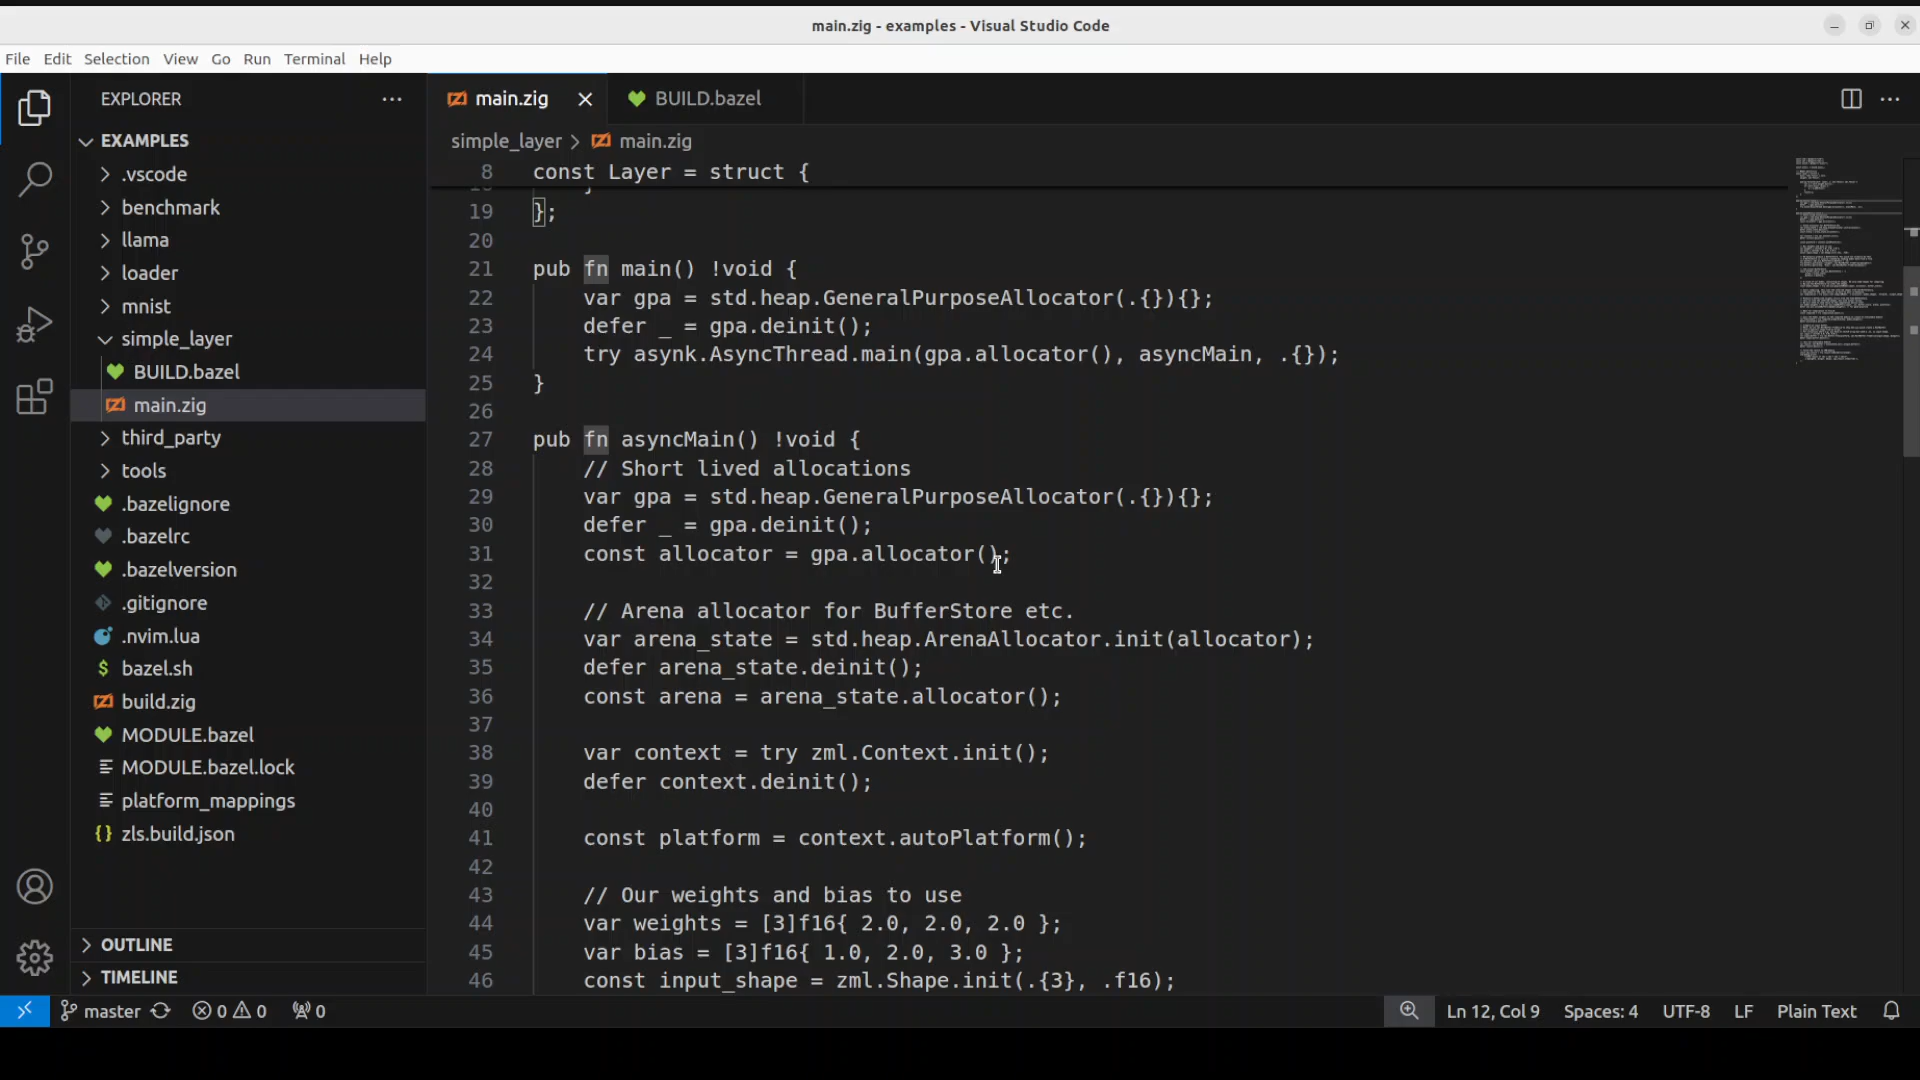 main.zig - examples - Visual Studio Code
File Edit Selection View Go Run Terminal Help
EXPLORER
EXAMPLES
.vscode
benchmark
llama
loader
mnist
simple_layer
BUILD.bazel
main.zig
third_party
tools
.bazelignore
.bazelrc
.bazelversion
.gitignore
.nvim.lua
bazel.sh
build.zig
MODULE.bazel
MODULE.bazel.lock
platform_mappings
zls.build.json
OUTLINE
TIMELINE
main.zig BUILD.bazel
simple_layer > main.zig
8 const Layer = struct {
19 };
20
21 pub fn main() !void {
22 var gpa = std.heap.GeneralPurposeAllocator(.{}){};
23 defer _ = gpa.deinit();
24 try asynk.AsyncThread.main(gpa.allocator(), asyncMain, .{});
25 }
26
27 pub fn asyncMain() !void {
28 // Short lived allocations
29 var gpa = std.heap.GeneralPurposeAllocator(.{}){};
30 defer _ = gpa.deinit();
31 const allocator = gpa.allocator();
32
33 // Arena allocator for BufferStore etc.
34 var arena_state = std.heap.ArenaAllocator.init(allocator);
35 defer arena_state.deinit();
36 const arena = arena_state.allocator();
37
38 var context = try zml.Context.init();
39 defer context.deinit();
40
41 const platform = context.autoPlatform();
42
43 // Our weights and bias to use
44 var weights = [3]f16{ 2.0, 2.0, 2.0 };
45 var bias = [3]f16{ 1.0, 2.0, 3.0 };
46 const input_shape = zml.Shape.init(.{3}, .f16);
master 0 0 0 Ln 12, Col 9 Spaces: 4 UTF-8 LF Plain Text